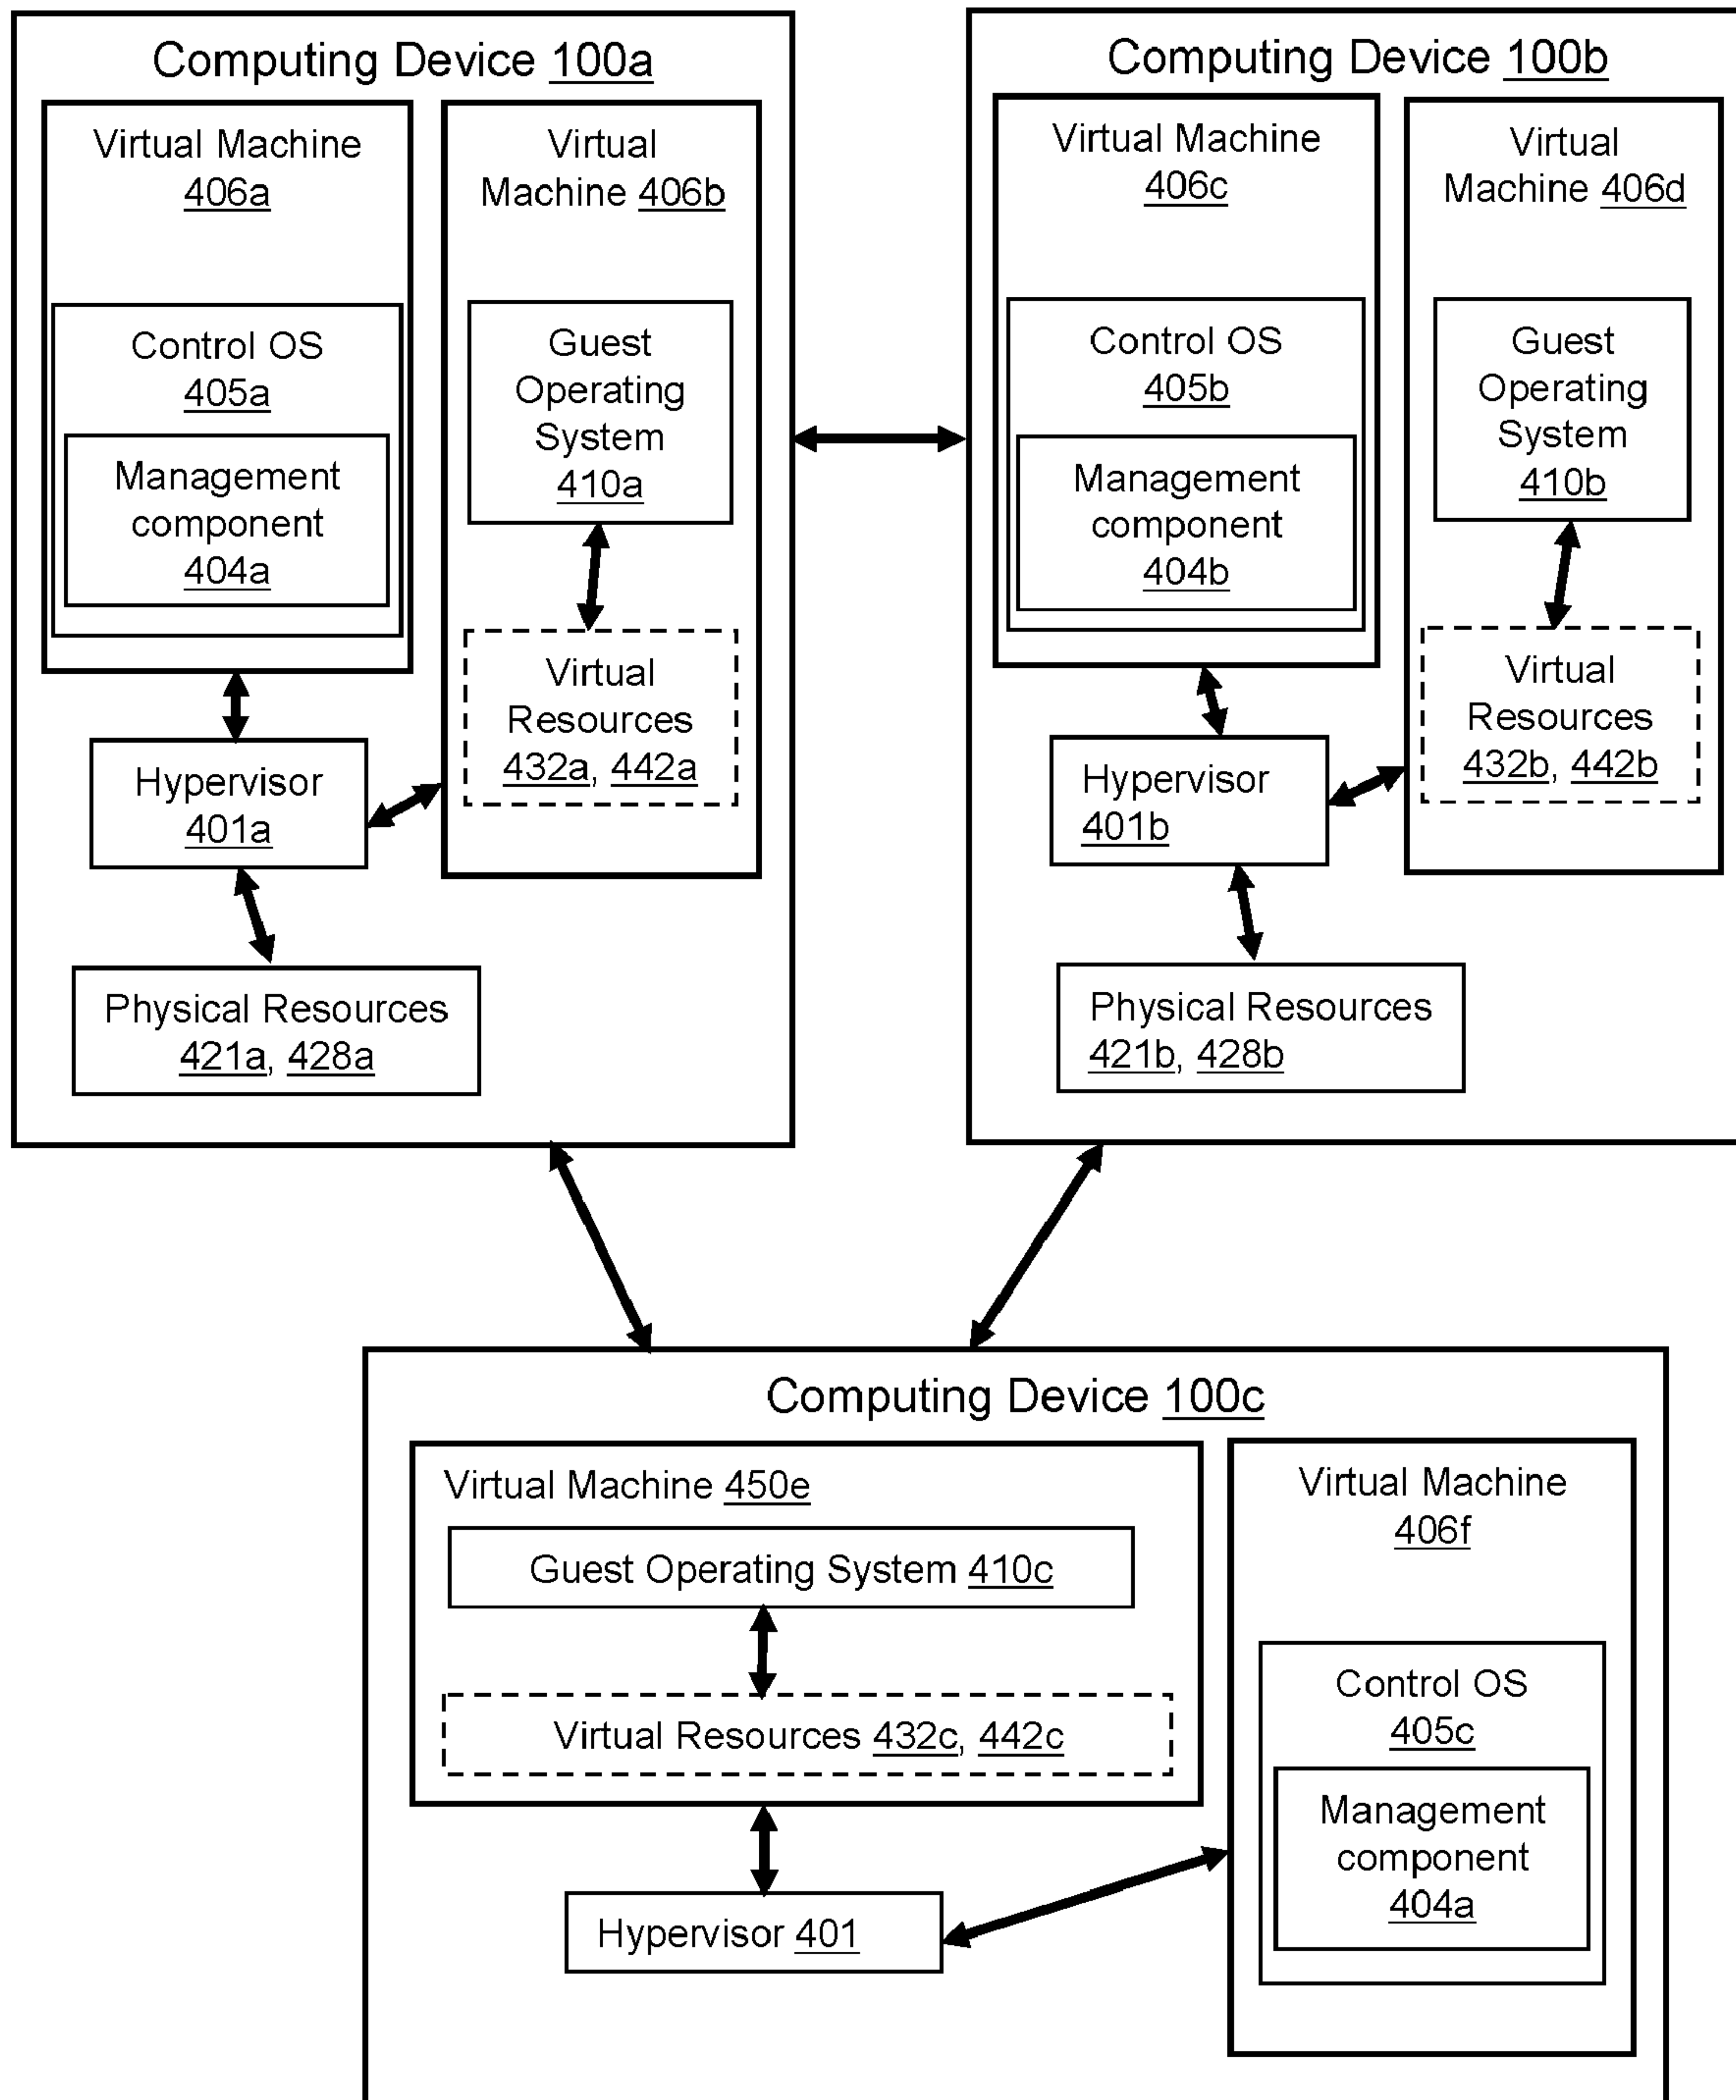 Computing Device 100a
Virtual Machine
406a
Control OS
405a
Management
component
404a
Virtual
Machine 406b
Guest
Operating
System
410a
Virtual
Resources
432a, 442a
Hypervisor
401a
Physical Resources
421a, 428a
Computing Device 100b
Virtual Machine
406c
Control OS
405b
Management
component
404b
Virtual
Machine 406d
Guest
Operating
System
410b
Virtual
Resources
432b, 442b
Hypervisor
401b
Physical Resources
421b, 428b
Computing Device 100c
Virtual Machine 450e
Guest Operating System 410c
Virtual Resources 432c, 442c
Hypervisor 401
Virtual Machine
406f
Control OS
405c
Management
component
404a